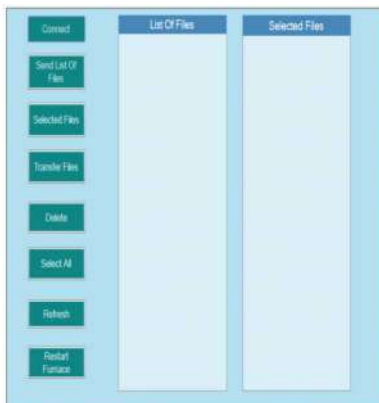 Connect
List Of Files
Selected Files
Send List Of
Files
Selected Files
Transfer Files
Delete
Select All
Refresh
Restart
Furnace